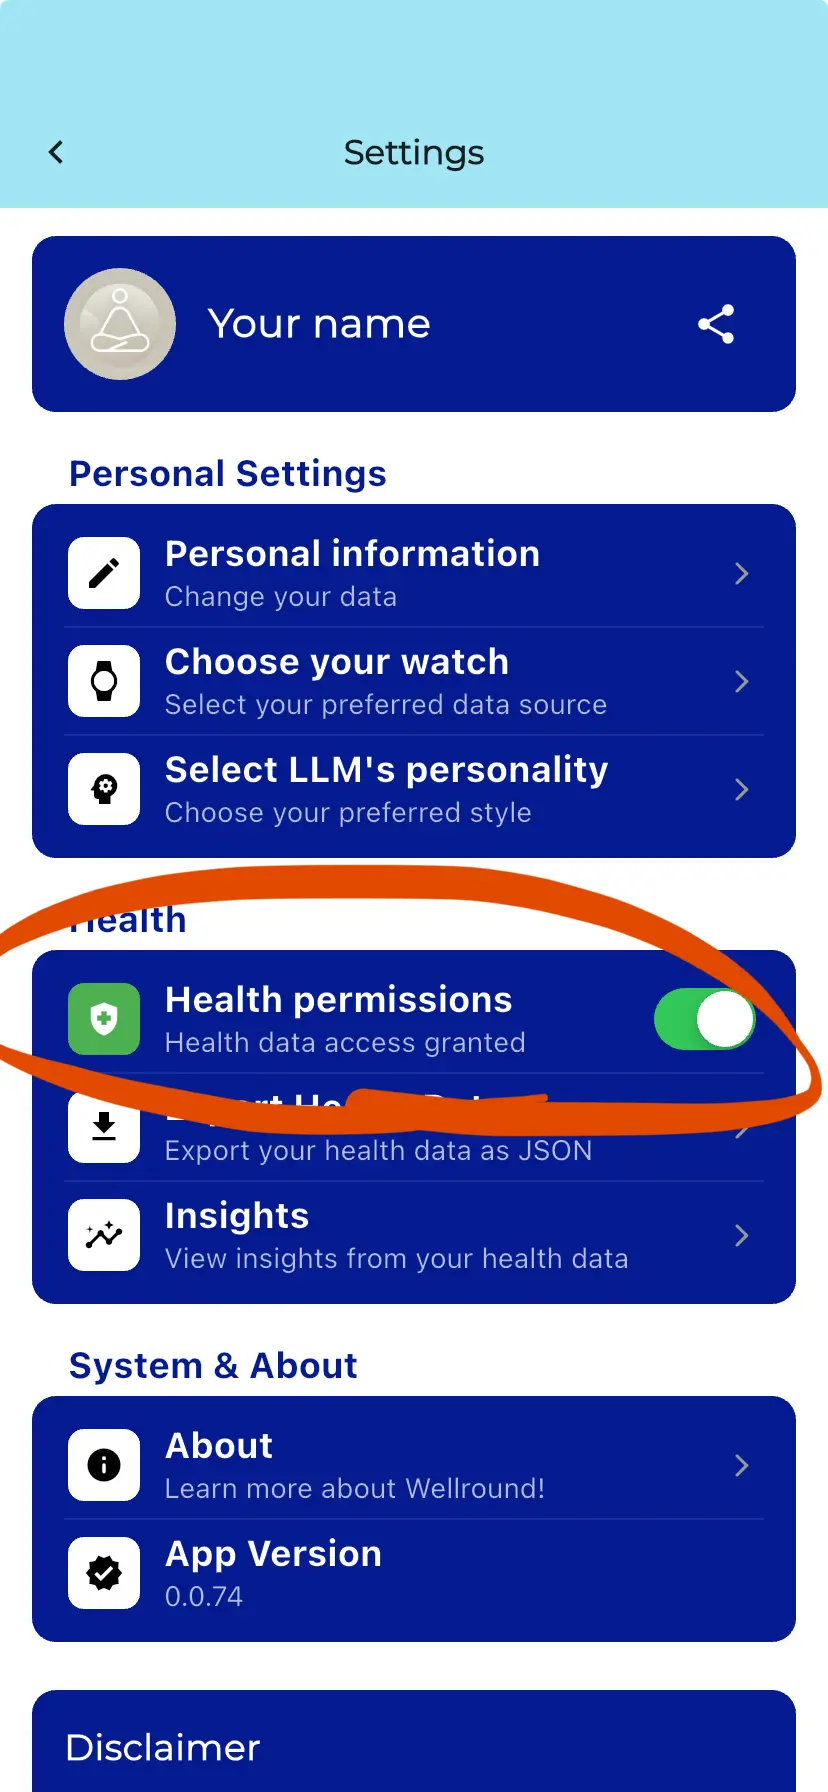 Settings
Your name
Personal Settings
Personal information
Change your data
Choose your watch
Select your preferred data source
Select LLM's personality
Choose your preferred style
Health
Health permissions
Health data access granted
Export
Export your health data as JSON
Insights
View insights from your health data
System & About
About
Learn more about Wellround!
App Version
0.0.74
Disclaimer